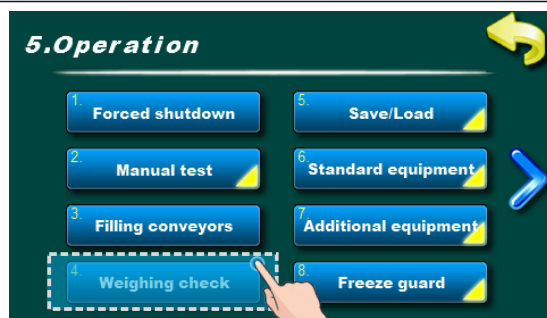 5.Operation
1. Forced shutdown
2. Manual test
3. Filling conveyors
4. Weighing check
5. Save/Load
6. Standard equipment
7. Additional equipment
8. Freeze guard